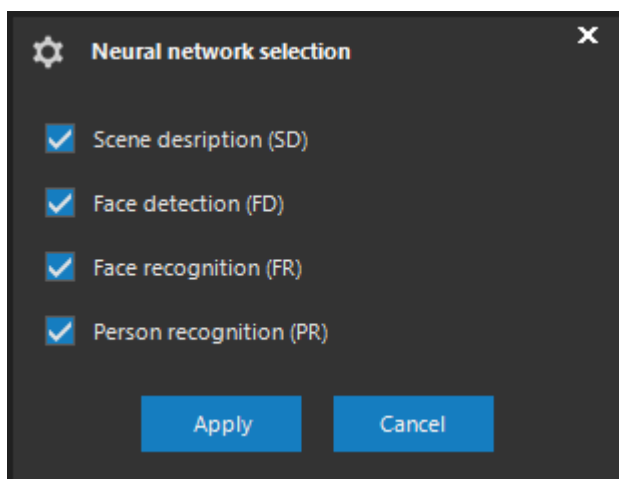 Neural network selection
Scene desription (SD)
Face detection (FD)
Face recognition (FR)
Person recognition (PR)
Apply
Cancel